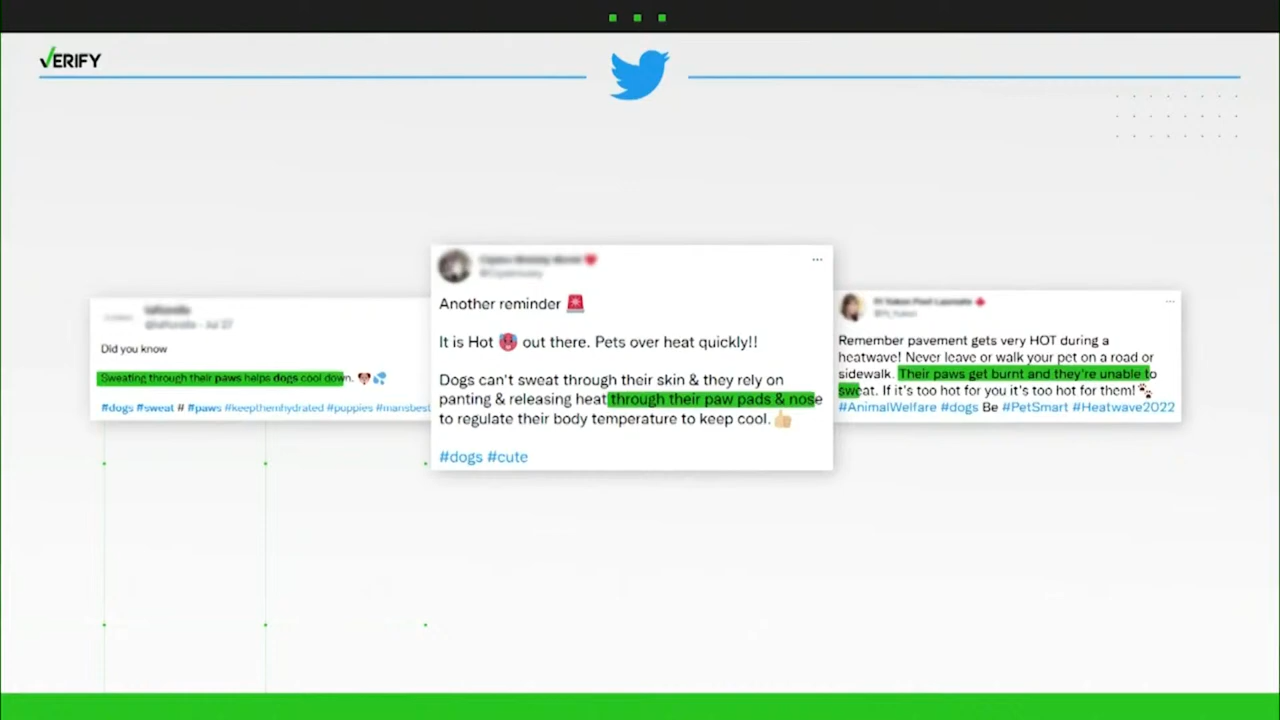 VERIFY
Did you know
Sweating through their paws helps dogs cool down. 🐶💦
#dogs #sweat # #paws #keepthemhydrated #puppies #mansbest
Another reminder 🚨
It is Hot 🥵 out there. Pets over heat quickly!!
Dogs can't sweat through their skin & they rely on
panting & releasing heat through their paw pads & nose
to regulate their body temperature to keep cool.👍🏼
#dogs #cute
Remember pavement gets very HOT during a
heatwave! Never leave or walk your pet on a road or
sidewalk. Their paws get burnt and they're unable to
sweat. If it's too hot for you it's too hot for them!🐾
#AnimalWelfare #dogs Be #PetSmart #Heatwave2022